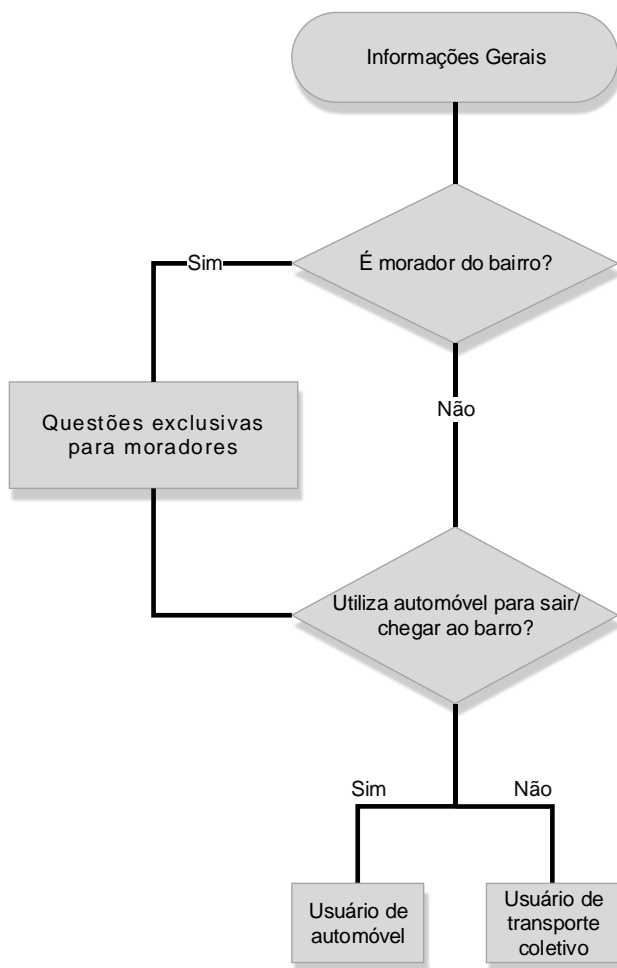 Informações Gerais
É morador do bairro?
Sim
Questões exclusivas
para moradores
Não
Utiliza automóvel para sair/
chegar ao barro?
Sim
Não
Usuário de
automóvel
Usuário de
transporte
coletivo